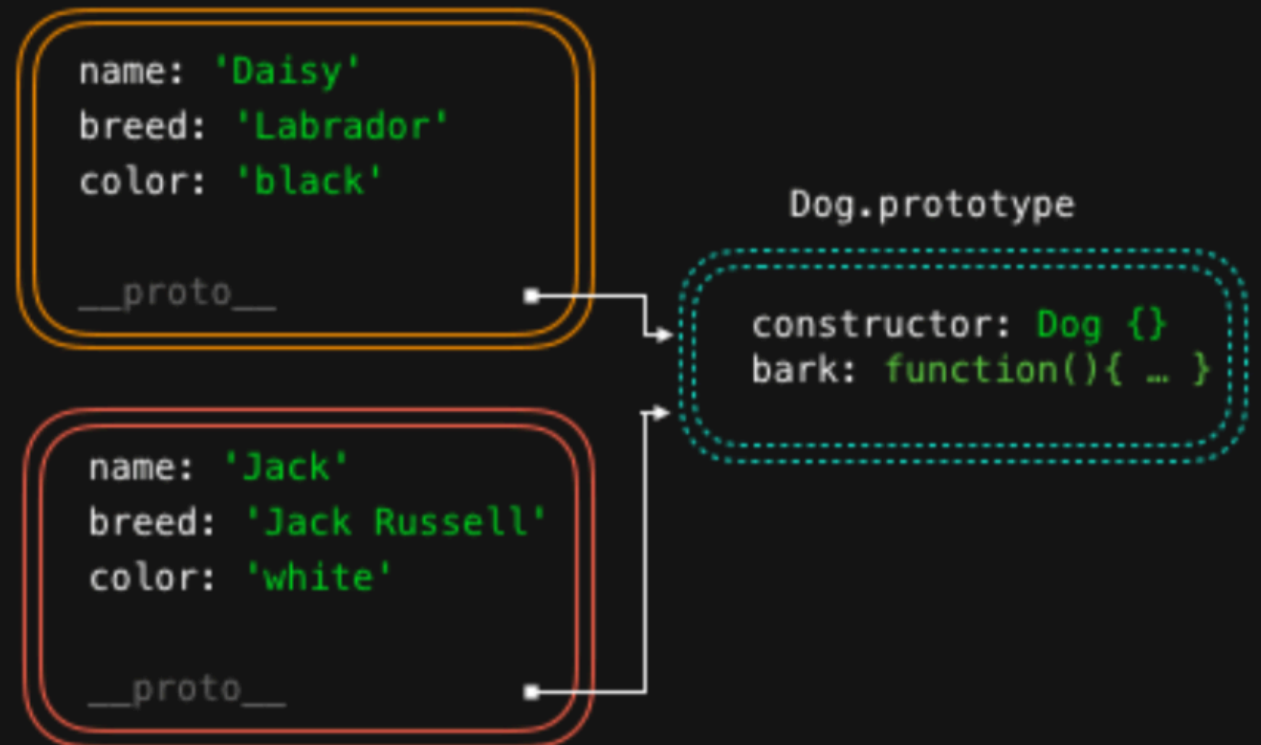 name: 'Daisy'
breed: 'Labrador'
color: 'black'
__proto__
Dog.prototype
constructor: Dog {}
bark: function(){ … }
name: 'Jack'
breed: 'Jack Russell'
color: 'white'
__proto__